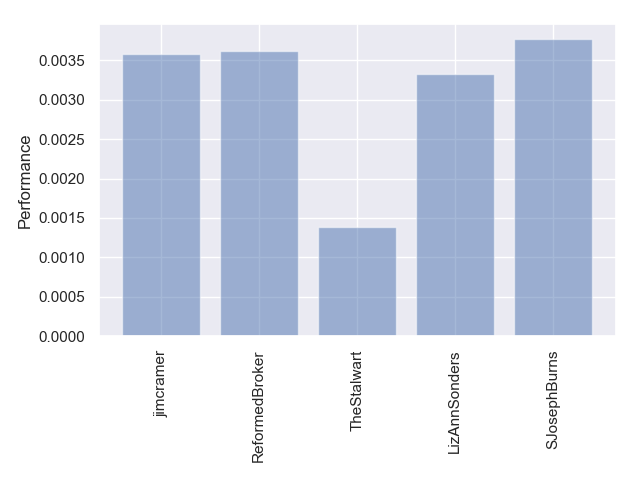 0.0035
0.0030
0.0025
0.0020
0.0015
0.0010
0.0005
0.0000
Performance
jimcramer
ReformedBroker
TheStalwart
LizAnnSonders
SJosephBurns